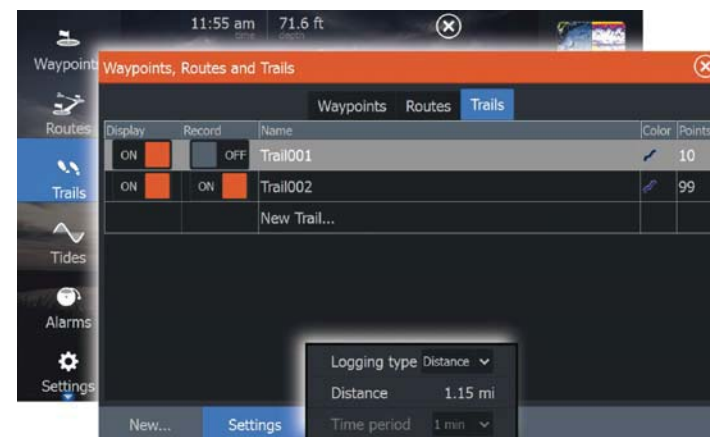 11:55 am 71.6 ft
time depth
Waypoints
Waypoints, Routes and Trails
Routes
Waypoints Routes Trails
Display Record Name Color Points
ON OFF Trail001 10
Trails
ON ON Trail002 99
New Trail...
Tides
Alarms
Logging type Distance
Settings
Distance 1.15 mi
New... Settings Time period 1 min